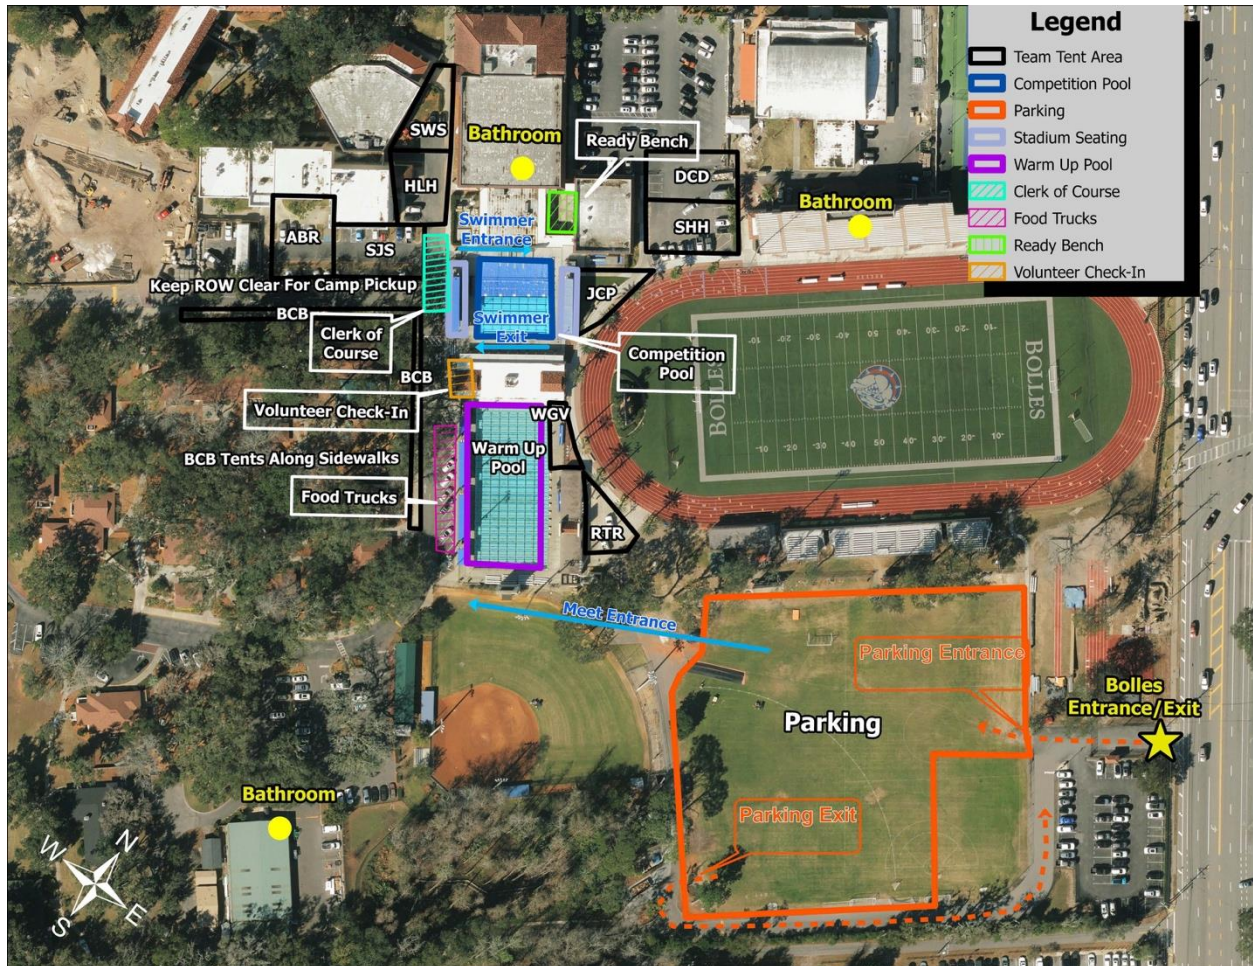 Legend
Team Tent Area
Competition Pool
Parking
Stadium Seating
Warm Up Pool
Clerk of Course
Food Trucks
Ready Bench
Volunteer Check-In
SWS
Bathroom
Ready Bench
HLH
DCD
Bathroom
ABR
SJS
Swimmer
Entrance
SHH
Keep ROW Clear For Camp Pickup
JCP
BCB
Clerk of
Course
Swimmer
Exit
Competition
Pool
BCB
Volunteer Check-In
WGV
BOLLES
BOLLES
BCB Tents Along Sidewalks
Warm Up
Pool
Food Trucks
RTR
Meet Entrance
Parking Entrance
Bolles
Entrance/Exit
Parking
Parking Exit
Bathroom
W
N
S
E